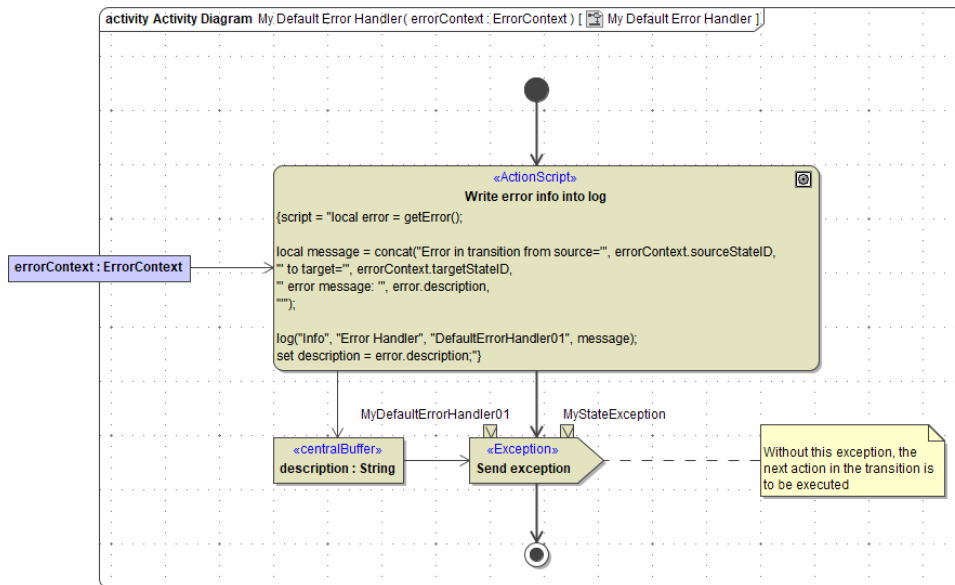 activity Activity Diagram My Default Error Handler( errorContext : ErrorContext ) [ My Default Error Handler ]
«ActionScript»
Write error info into log
{script = "local error = getError();
local message = concat("Error in transition from source='", errorContext.sourceStateID,
"' to target='", errorContext.targetStateID,
"' error message: '", error.description,
"'");
log("Info", "Error Handler", "DefaultErrorHandler01", message);
set description = error.description;"}
errorContext : ErrorContext
MyDefaultErrorHandler01
MyStateException
«centralBuffer»
description : String
«Exception»
Send exception
Without this exception, the
next action in the transition is
to be executed